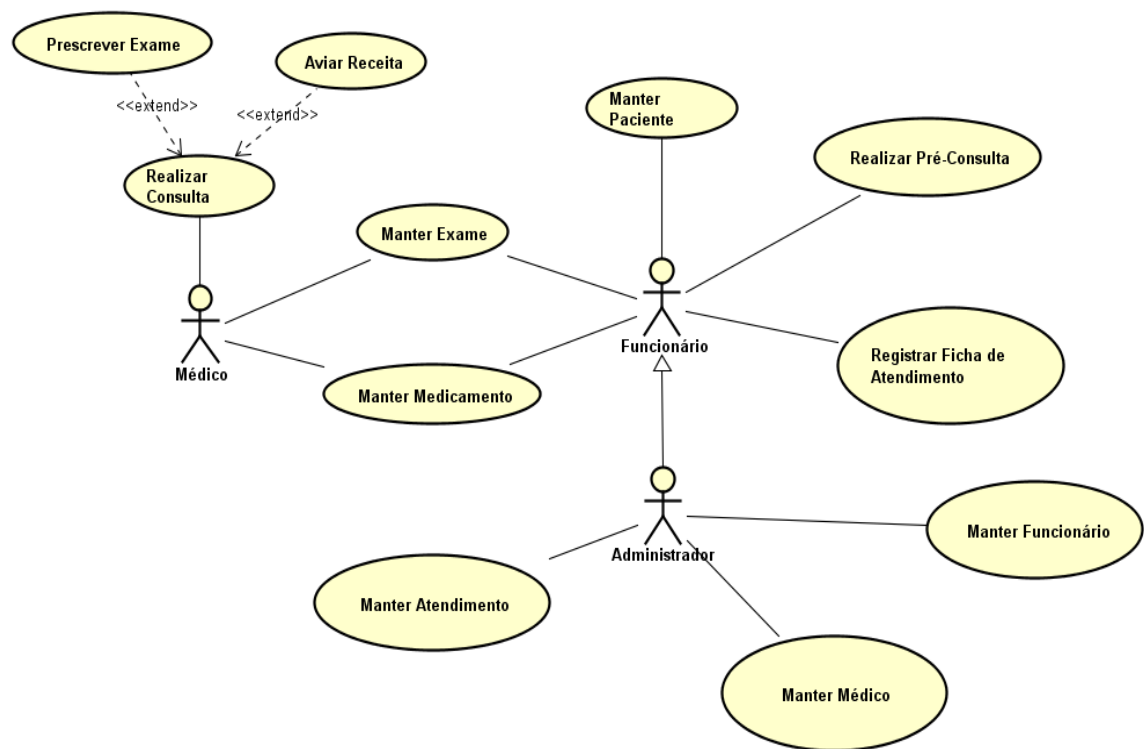 Prescrever Exame
Aviar Receita
<<extend>>
<<extend>>
Realizar
Consulta
Manter
Paciente
Realizar Pré-Consulta
Manter Exame
Médico
Funcionário
Registrar Ficha de
Atendimento
Manter Medicamento
Administrador
Manter Funcionário
Manter Atendimento
Manter Médico